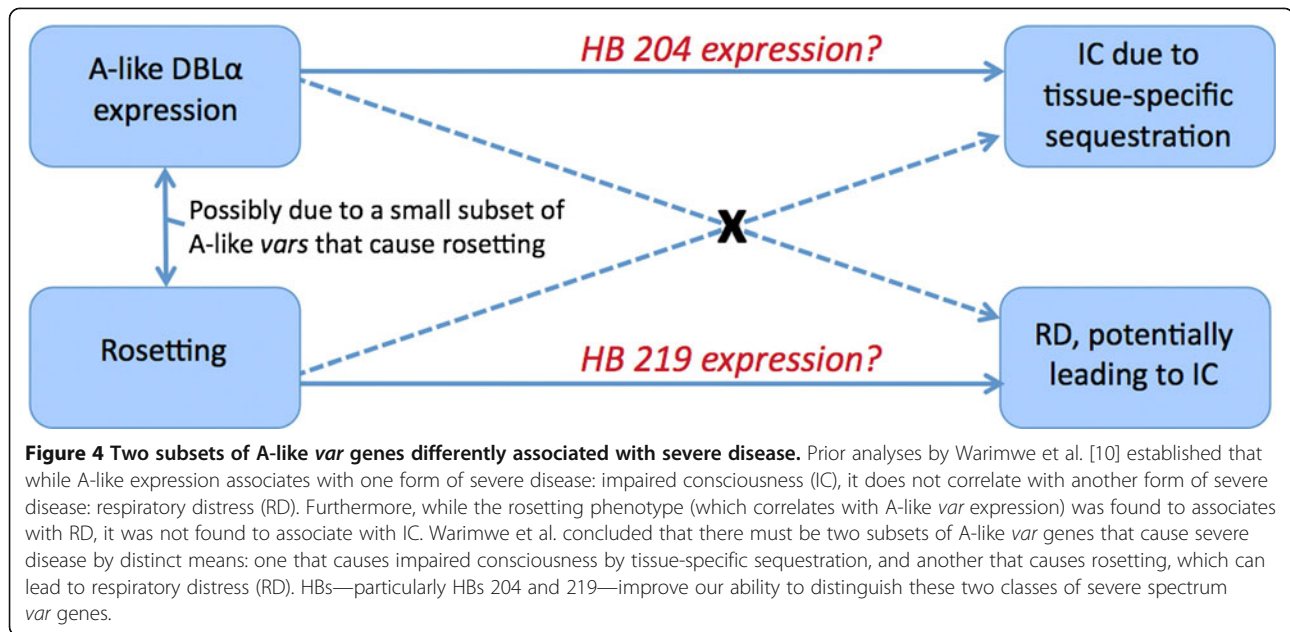 A-like DBLα
expression
HB 204 expression?
IC due to
tissue-specific
sequestration
Possibly due to a small subset of
A-like vars that cause rosetting
X
Rosetting
HB 219 expression?
RD, potentially
leading to IC
Figure 4 Two subsets of A-like var genes differently associated with severe disease. Prior analyses by Warimwe et al. [10] established that
while A-like expression associates with one form of severe disease: impaired consciousness (IC), it does not correlate with another form of severe
disease: respiratory distress (RD). Furthermore, while the rosetting phenotype (which correlates with A-like var expression) was found to associates
with RD, it was not found to associate with IC. Warimwe et al. concluded that there must be two subsets of A-like var genes that cause severe
disease by distinct means: one that causes impaired consciousness by tissue-specific sequestration, and another that causes rosetting, which can
lead to respiratory distress (RD). HBs—particularly HBs 204 and 219—improve our ability to distinguish these two classes of severe spectrum
var genes.